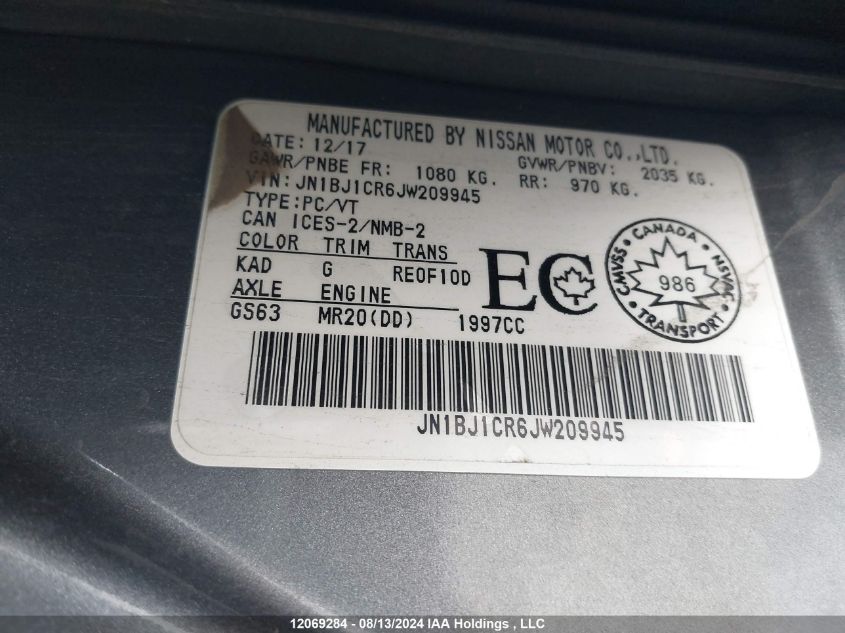 MANUFACTURED BY NISSAN MOTOR CO.,LTD.
DATE: 12/17
GAWR/PNBE FR: 1080 KG. GVWR/PNBV: 2035 KG.
VIN: JN1BJ1CR6JW209945 RR: 970 KG.
TYPE: PC/VT
CAN ICES-2/NMB-2
COLOR TRIM TRANS
KAD G RE0F10D
AXLE ENGINE
GS63 MR20(DD) 1997CC
EC
CANADA
CMVSS 986 NSVAC
TRANSPORT
JN1BJ1CR6JW209945
12069284 - 08/13/2024 IAA Holdings , LLC